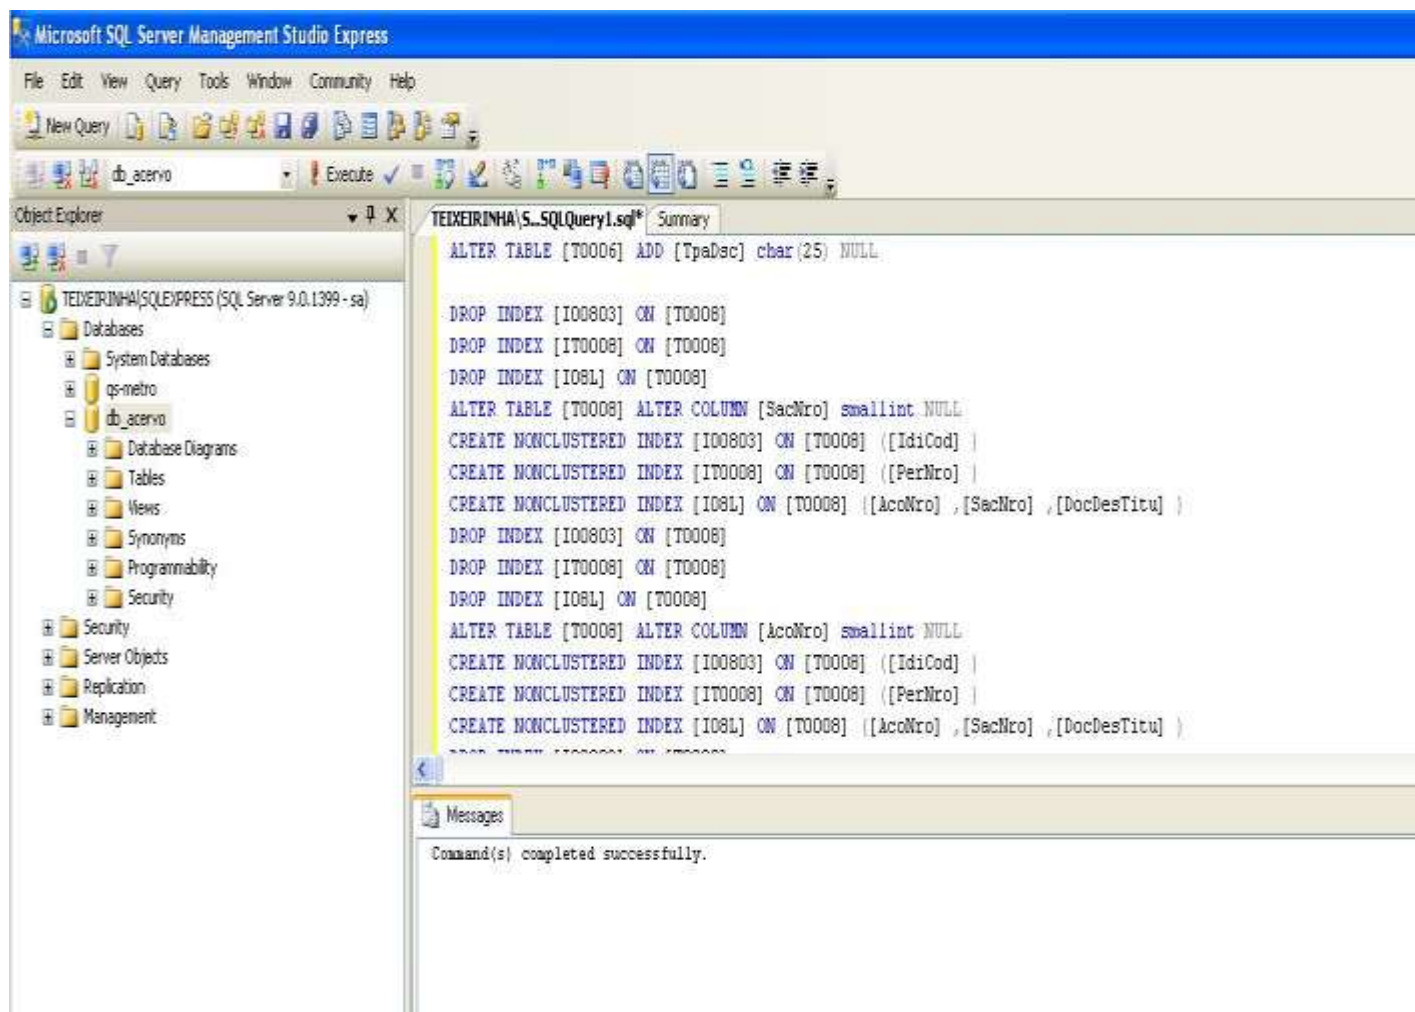 Microsoft SQL Server Management Studio Express
File Edit View Query Tools Window Community Help
New Query
db_acervo Execute
Object Explorer
TEIXEIRINHA\SQLEXPRESS (SQL Server 9.0.1399 - sa)
Databases
System Databases
qs-metro
db_acervo
Database Diagrams
Tables
Views
Synonyms
Programmability
Security
Security
Server Objects
Replication
Management
TEIXEIRINHA\S...SQLQuery1.sql* Summary
ALTER TABLE [T0006] ADD [TpaDsc] char(25) NULL
DROP INDEX [I00803] ON [T0008]
DROP INDEX [IT0008] ON [T0008]
DROP INDEX [I08L] ON [T0008]
ALTER TABLE [T0008] ALTER COLUMN [SacNro] smallint NULL
CREATE NONCLUSTERED INDEX [I00803] ON [T0008] ([IdiCod] )
CREATE NONCLUSTERED INDEX [IT0008] ON [T0008] ([PerNro] )
CREATE NONCLUSTERED INDEX [I08L] ON [T0008] ([AcoNro] ,[SacNro] ,[DocDesTitu] )
DROP INDEX [I00803] ON [T0008]
DROP INDEX [IT0008] ON [T0008]
DROP INDEX [I08L] ON [T0008]
ALTER TABLE [T0008] ALTER COLUMN [AcoNro] smallint NULL
CREATE NONCLUSTERED INDEX [I00803] ON [T0008] ([IdiCod] )
CREATE NONCLUSTERED INDEX [IT0008] ON [T0008] ([PerNro] )
CREATE NONCLUSTERED INDEX [I08L] ON [T0008] ([AcoNro] ,[SacNro] ,[DocDesTitu] )
Messages
Command(s) completed successfully.